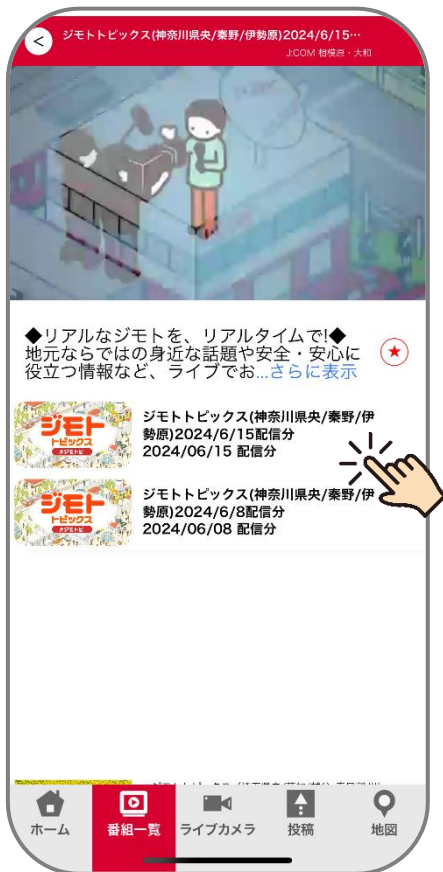 ジモトトピックス(神奈川県央/秦野/伊勢原)2024/6/15…
J:COM 相模原・大和
◆リアルなジモトを、リアルタイムで!◆
地元ならではの身近な話題や安全・安心に
役立つ情報など、ライブでお...さらに表示
ジモト
トピックス
#ジモトピ
ジモトトピックス(神奈川県央/秦野/伊
勢原)2024/6/15配信分
2024/06/15 配信分
ジモト
トピックス
#ジモトピ
ジモトトピックス(神奈川県央/秦野/伊
勢原)2024/6/8配信分
2024/06/08 配信分
ホーム
番組一覧
ライブカメラ
投稿
地図